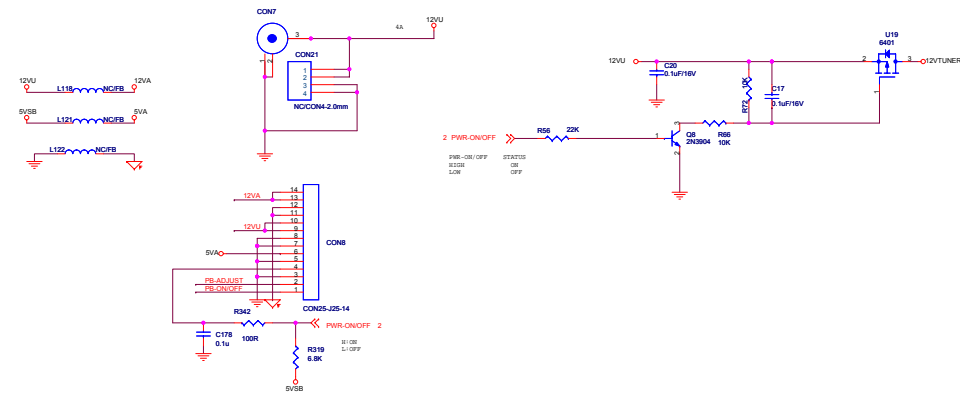 CON7
3
1
2
4A
12VU
CON21
1
2
3
4
NC/CON4-2.0mm
12VU
L118
NC/FB
12VA
5VSB
L121
NC/FB
5VA
L122
NC/FB
U19
6401
12VU
2
3
12VTUNER
1
C20
0.1uF/16V
R72
10K
C17
0.1uF/16V
2 PWR-ON/OFF
R56
22K
1
3
2
Q8
2N3904
R66
10K
PWR-ON/OFF STATUS
HIGH ON
LOW OFF
12VA
12VU
5VA
PB-ADJUST
PB-ON/OFF
14
13
12
11
10
9
8
7
6
5
4
3
2
1
CON8
CON25-J25-14
R342
100R
C178
0.1u
PWR-ON/OFF 2
H:ON
L:OFF
R319
6.8K
5VSB